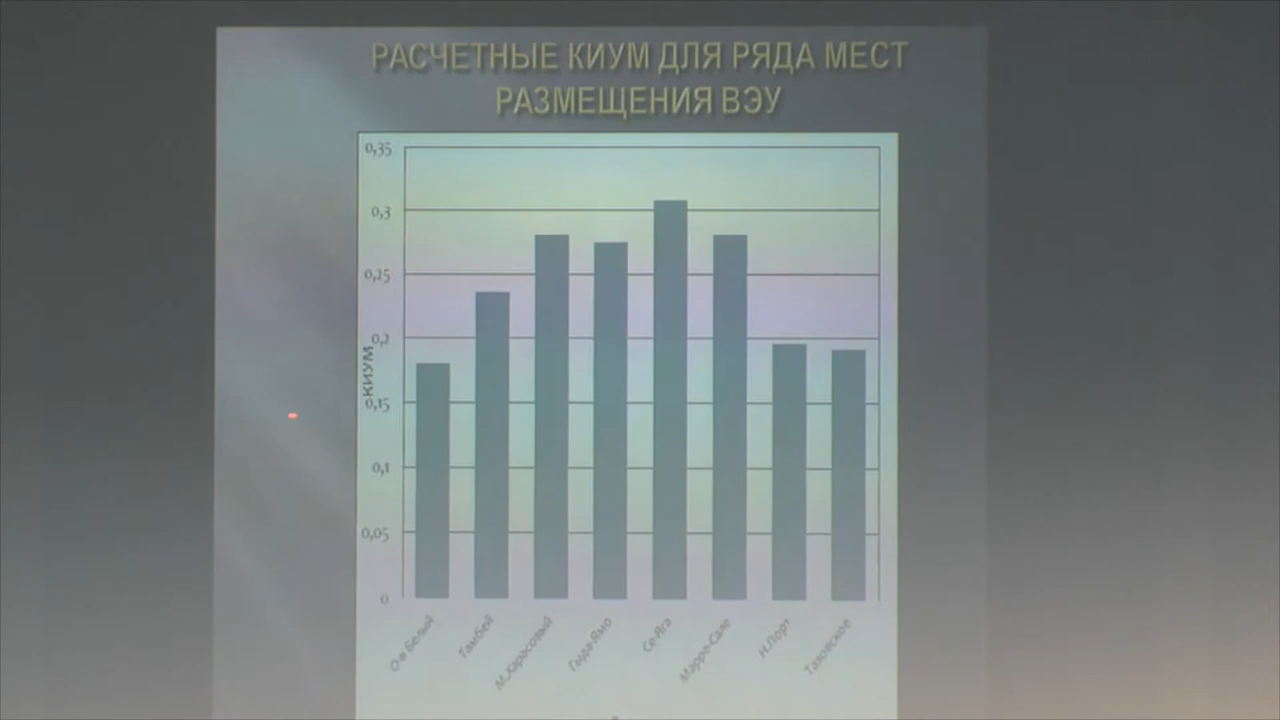 РАСЧЕТНЫЕ КИУМ ДЛЯ РЯДА МЕСТ
РАЗМЕЩЕНИЯ ВЭУ
0,35
0,3
0,25
0,2
0,15
0,1
0,05
0
КИУМ
О-в Белый
Тамбей
М.Харасовый
Гыда-Ямо
Се-Яга
Марре-Сале
Н.Порт
Тазовское